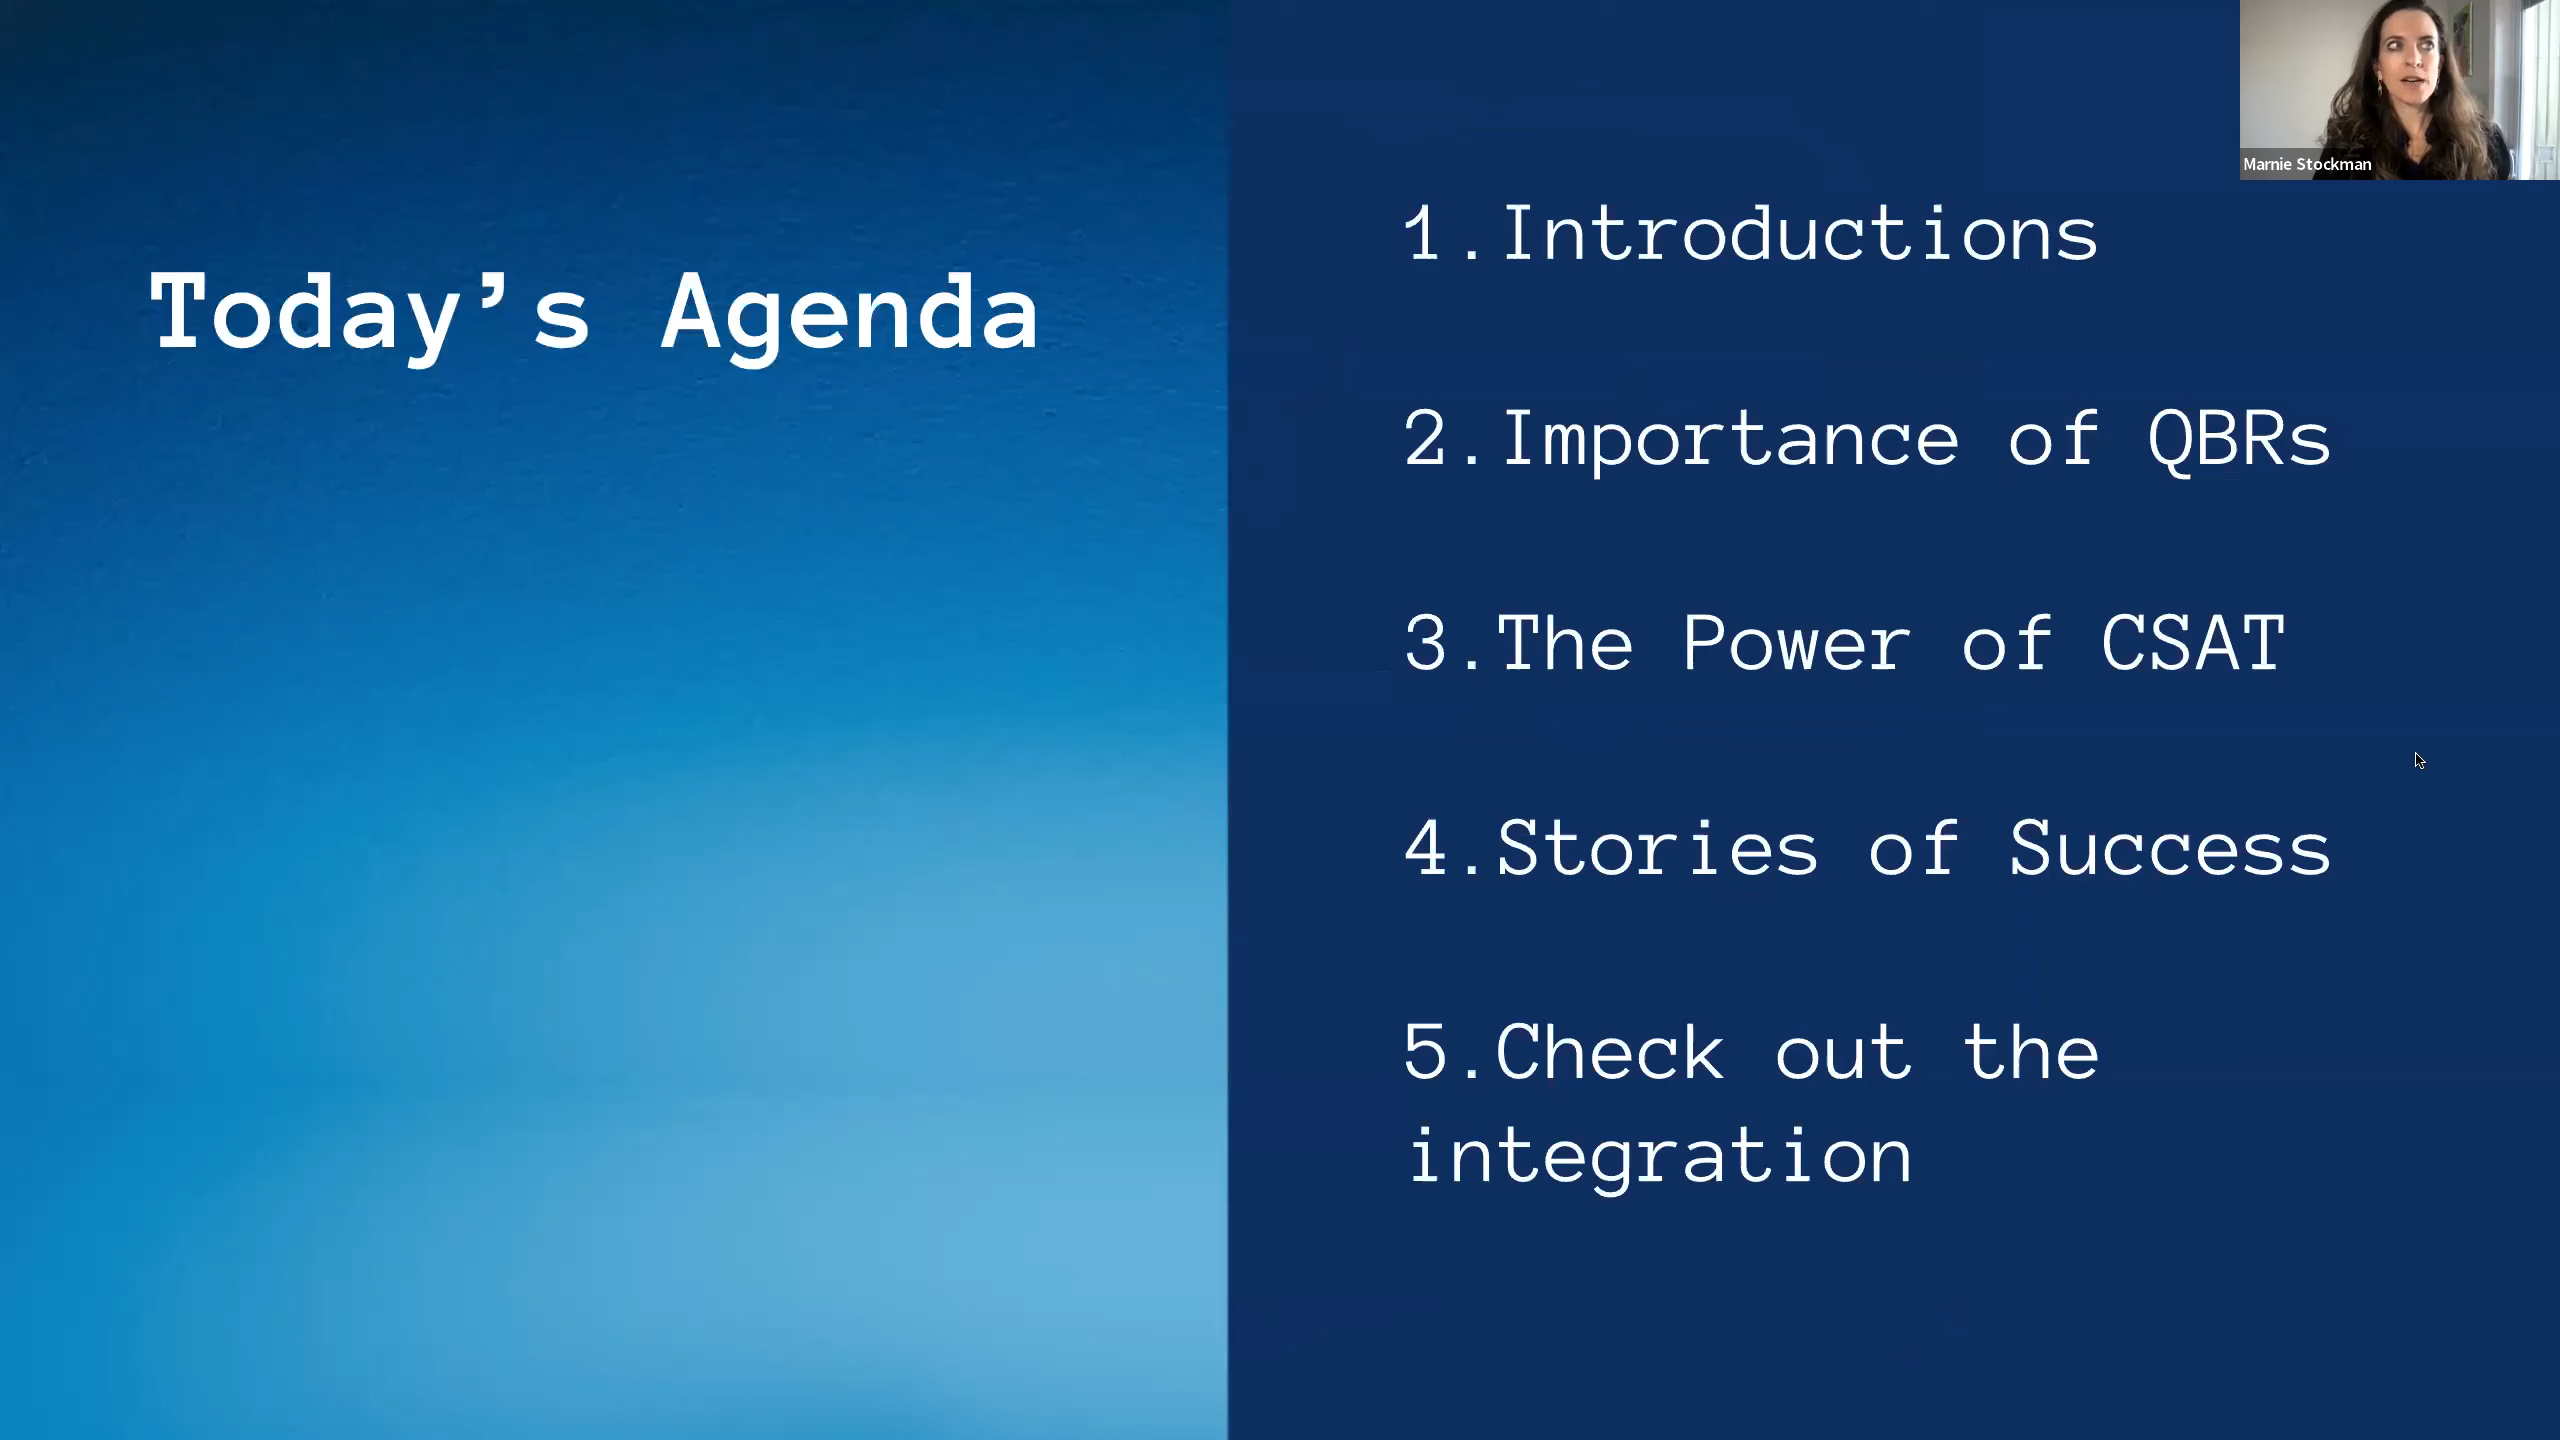 Marnie Stockman
Today’s Agenda
1.Introductions
2.Importance of QBRs
3.The Power of CSAT
4.Stories of Success
5.Check out the
integration